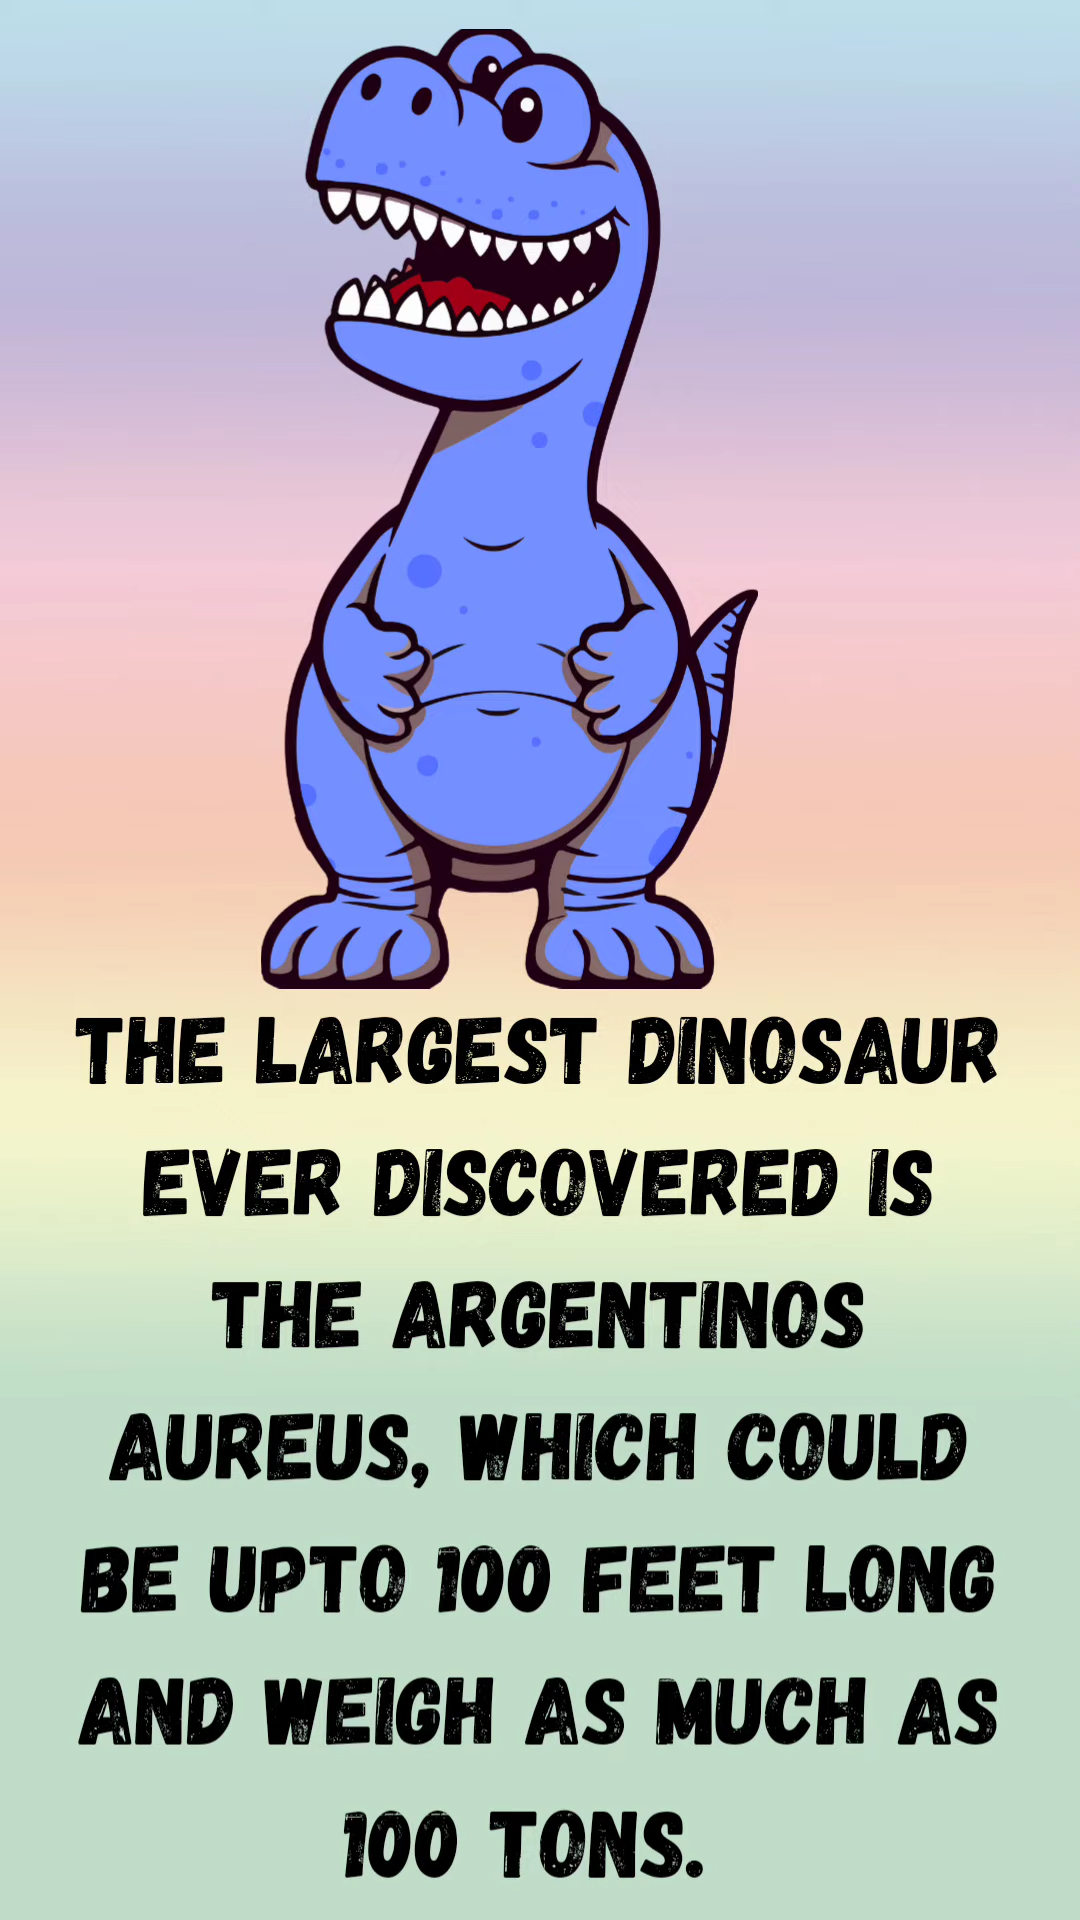 THE LARGEST DINOSAUR
EVER DISCOVERED IS
THE ARGENTINOS
AUREUS, WHICH COULD
BE UPTO 100 FEET LONG
AND WEIGH AS MUCH AS
100 TONS.